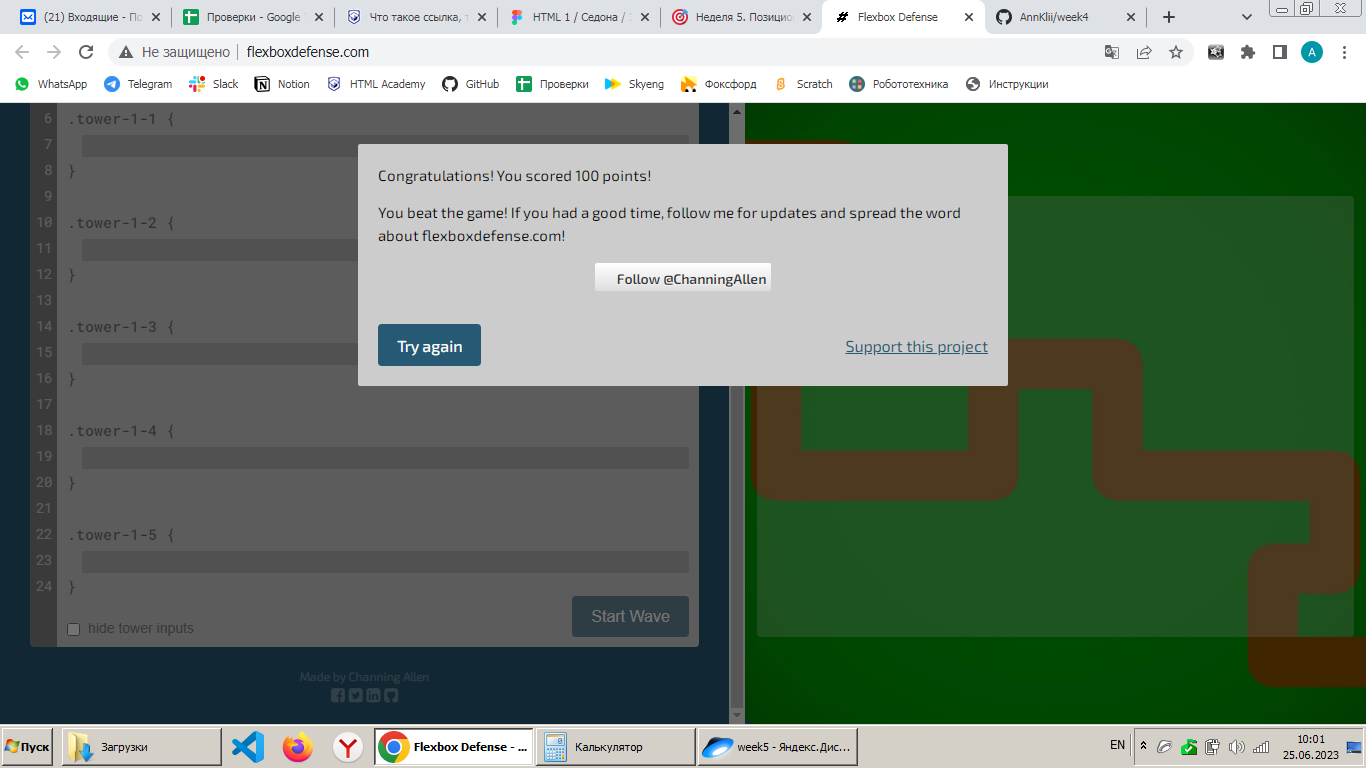 (21) Входящие - По
Проверки - Google
Что такое ссылка, т
HTML 1 / Седона /
Неделя 5. Позицио
Flexbox Defense
AnnKlii/week4
Не защищено
flexboxdefense.com
A
WhatsApp
Telegram
Slack
Notion
HTML Academy
GitHub
Проверки
Skyeng
Фоксфорд
Scratch
Робототехника
Инструкции
6 .tower-1-1 {
7
8 }
9
10 .tower-1-2 {
11
12 }
13
14 .tower-1-3 {
15
16 }
17
18 .tower-1-4 {
19
20 }
21
22 .tower-1-5 {
23
24 }
hide tower inputs
Start Wave
Made by Channing Allen
Congratulations! You scored 100 points!
You beat the game! If you had a good time, follow me for updates and spread the word
about flexboxdefense.com!
Follow @ChanningAllen
Try again
Support this project
Пуск
Загрузки
Flexbox Defense - ...
Калькулятор
week5 - Яндекс.Дис...
EN
10:01
25.06.2023